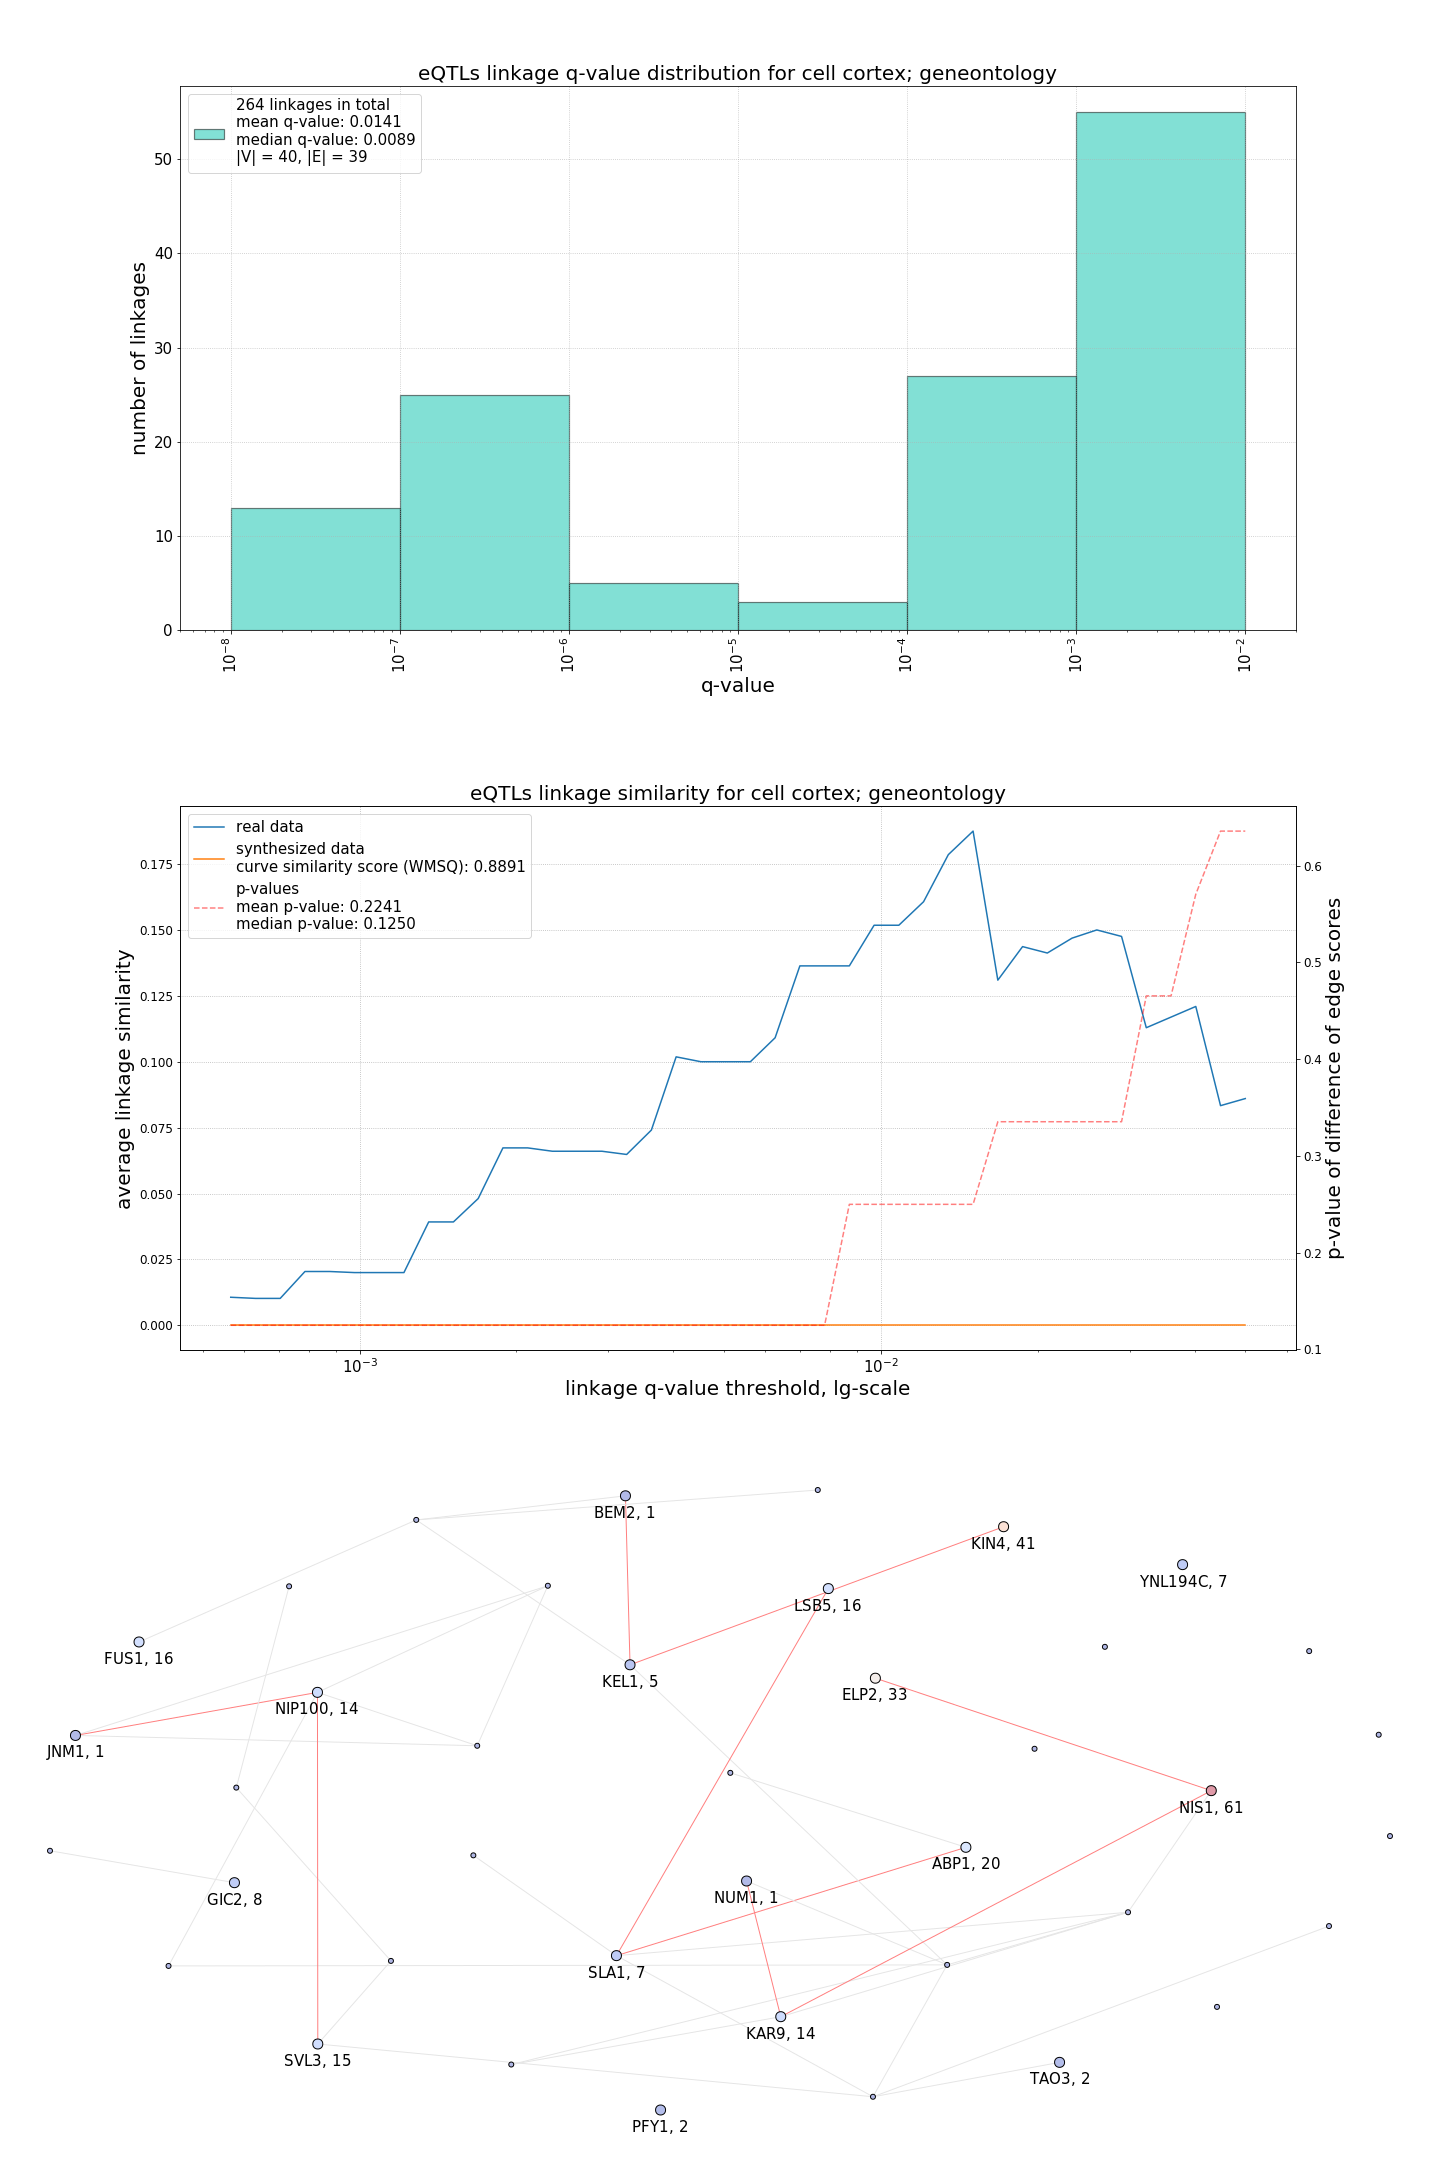 eQTLs linkage q-value distribution for cell cortex; geneontology
264 linkages in total
mean q-value: 0.0141
median q-value: 0.0089
|V| = 40, |E| = 39
number of linkages
50
40
30
20
10
0
10⁻⁸
10⁻⁷
10⁻⁶
10⁻⁵
10⁻⁴
10⁻³
10⁻²
q-value
eQTLs linkage similarity for cell cortex; geneontology
real data
synthesized data
curve similarity score (WMSQ): 0.8891
p-values
mean p-value: 0.2241
median p-value: 0.1250
average linkage similarity
0.175
0.150
0.125
0.100
0.075
0.050
0.025
0.000
0.6
0.5
0.4
0.3
0.2
0.1
p-value of difference of edge scores
10⁻³
10⁻²
linkage q-value threshold, lg-scale
BEM2, 1
KIN4, 41
YNL194C, 7
LSB5, 16
FUS1, 16
KEL1, 5
ELP2, 33
NIP100, 14
JNM1, 1
NIS1, 61
ABP1, 20
NUM1, 1
GIC2, 8
SLA1, 7
KAR9, 14
SVL3, 15
TAO3, 2
PFY1, 2